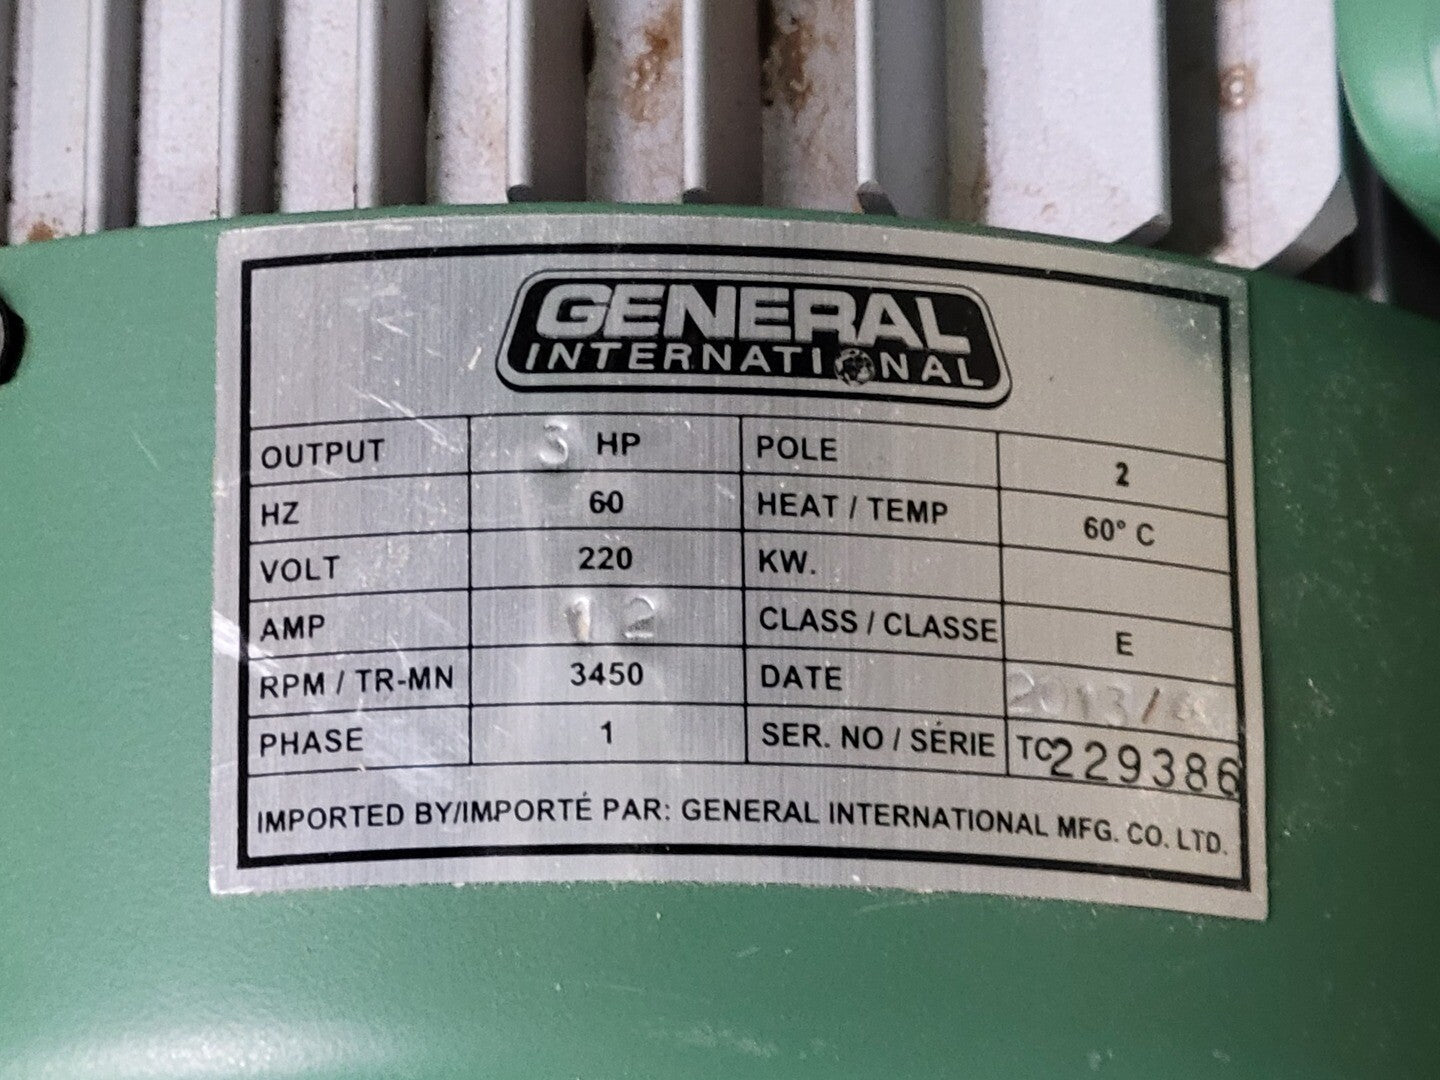 GENERAL
INTERNATIONAL
OUTPUT 3 HP POLE 2
HZ 60 HEAT / TEMP 60° C
VOLT 220 KW.
AMP 12 CLASS / CLASSE E
RPM / TR-MN 3450 DATE 2013/
PHASE 1 SER. NO / SÉRIE TC229386
IMPORTED BY/IMPORTÉ PAR: GENERAL INTERNATIONAL MFG. CO. LTD.